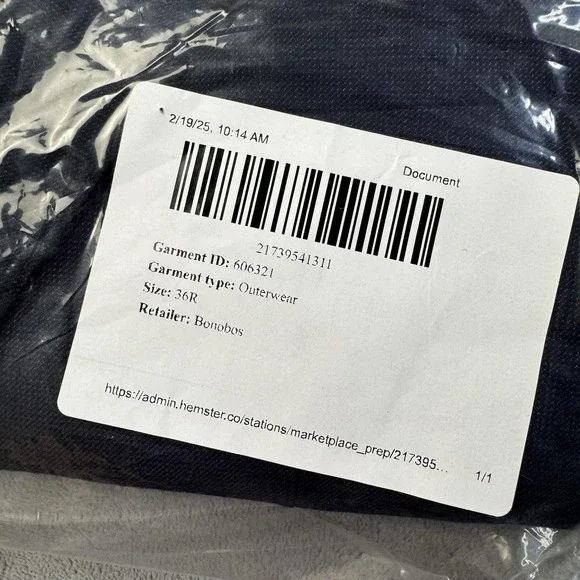 2/19/25, 10:14 AM
Document
21739541311
Garment ID: 606321
Garment type: Outerwear
Size: 36R
Retailer: Bonobos
https://admin.hemster.co/stations/marketplace_prep/217395...
1/1